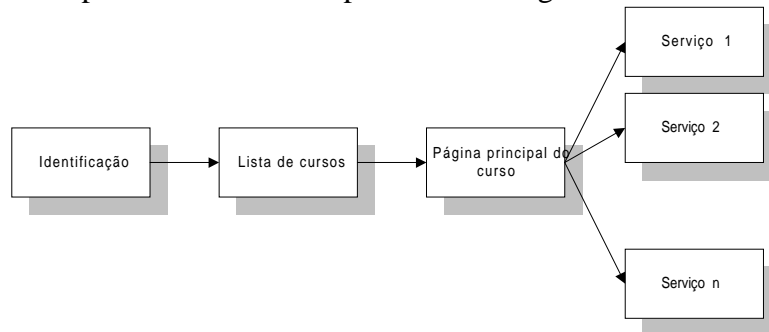 Serviço 1
Serviço 2
Identificação
Lista de cursos
Página principal do
curso
Serviço n